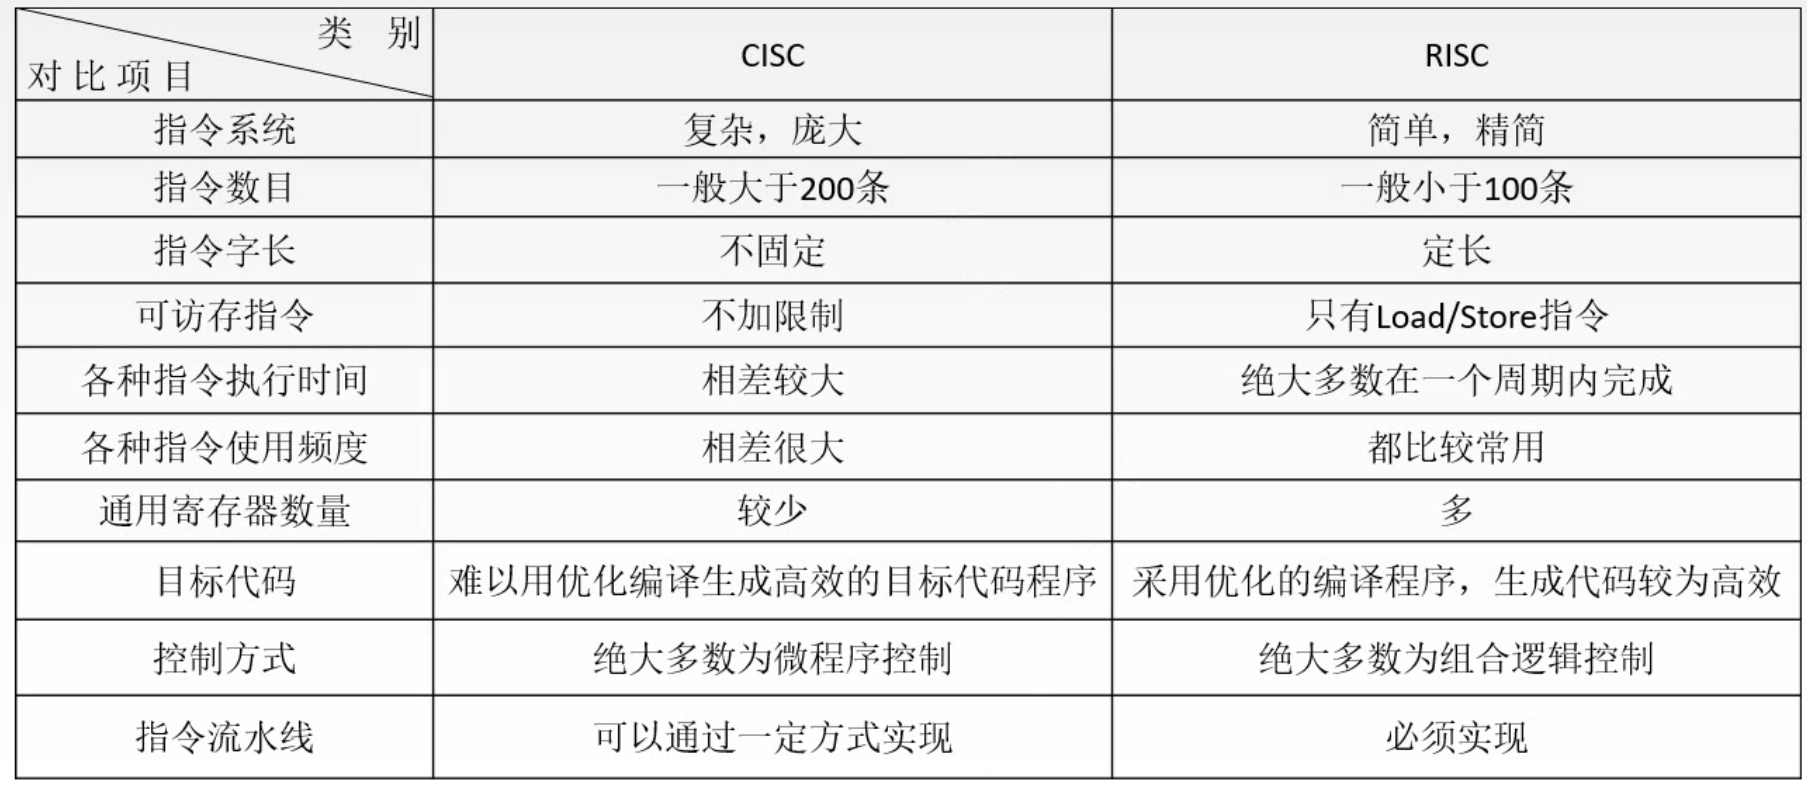 类 别
对比项目
CISC
RISC
指令系统
复杂，庞大
简单，精简
指令数目
一般大于200条
一般小于100条
指令字长
不固定
定长
可访存指令
不加限制
只有Load/Store指令
各种指令执行时间
相差较大
绝大多数在一个周期内完成
各种指令使用频度
相差很大
都比较常用
通用寄存器数量
较少
多
目标代码
难以用优化编译生成高效的目标代码程序
采用优化的编译程序，生成代码较为高效
控制方式
绝大多数为微程序控制
绝大多数为组合逻辑控制
指令流水线
可以通过一定方式实现
必须实现